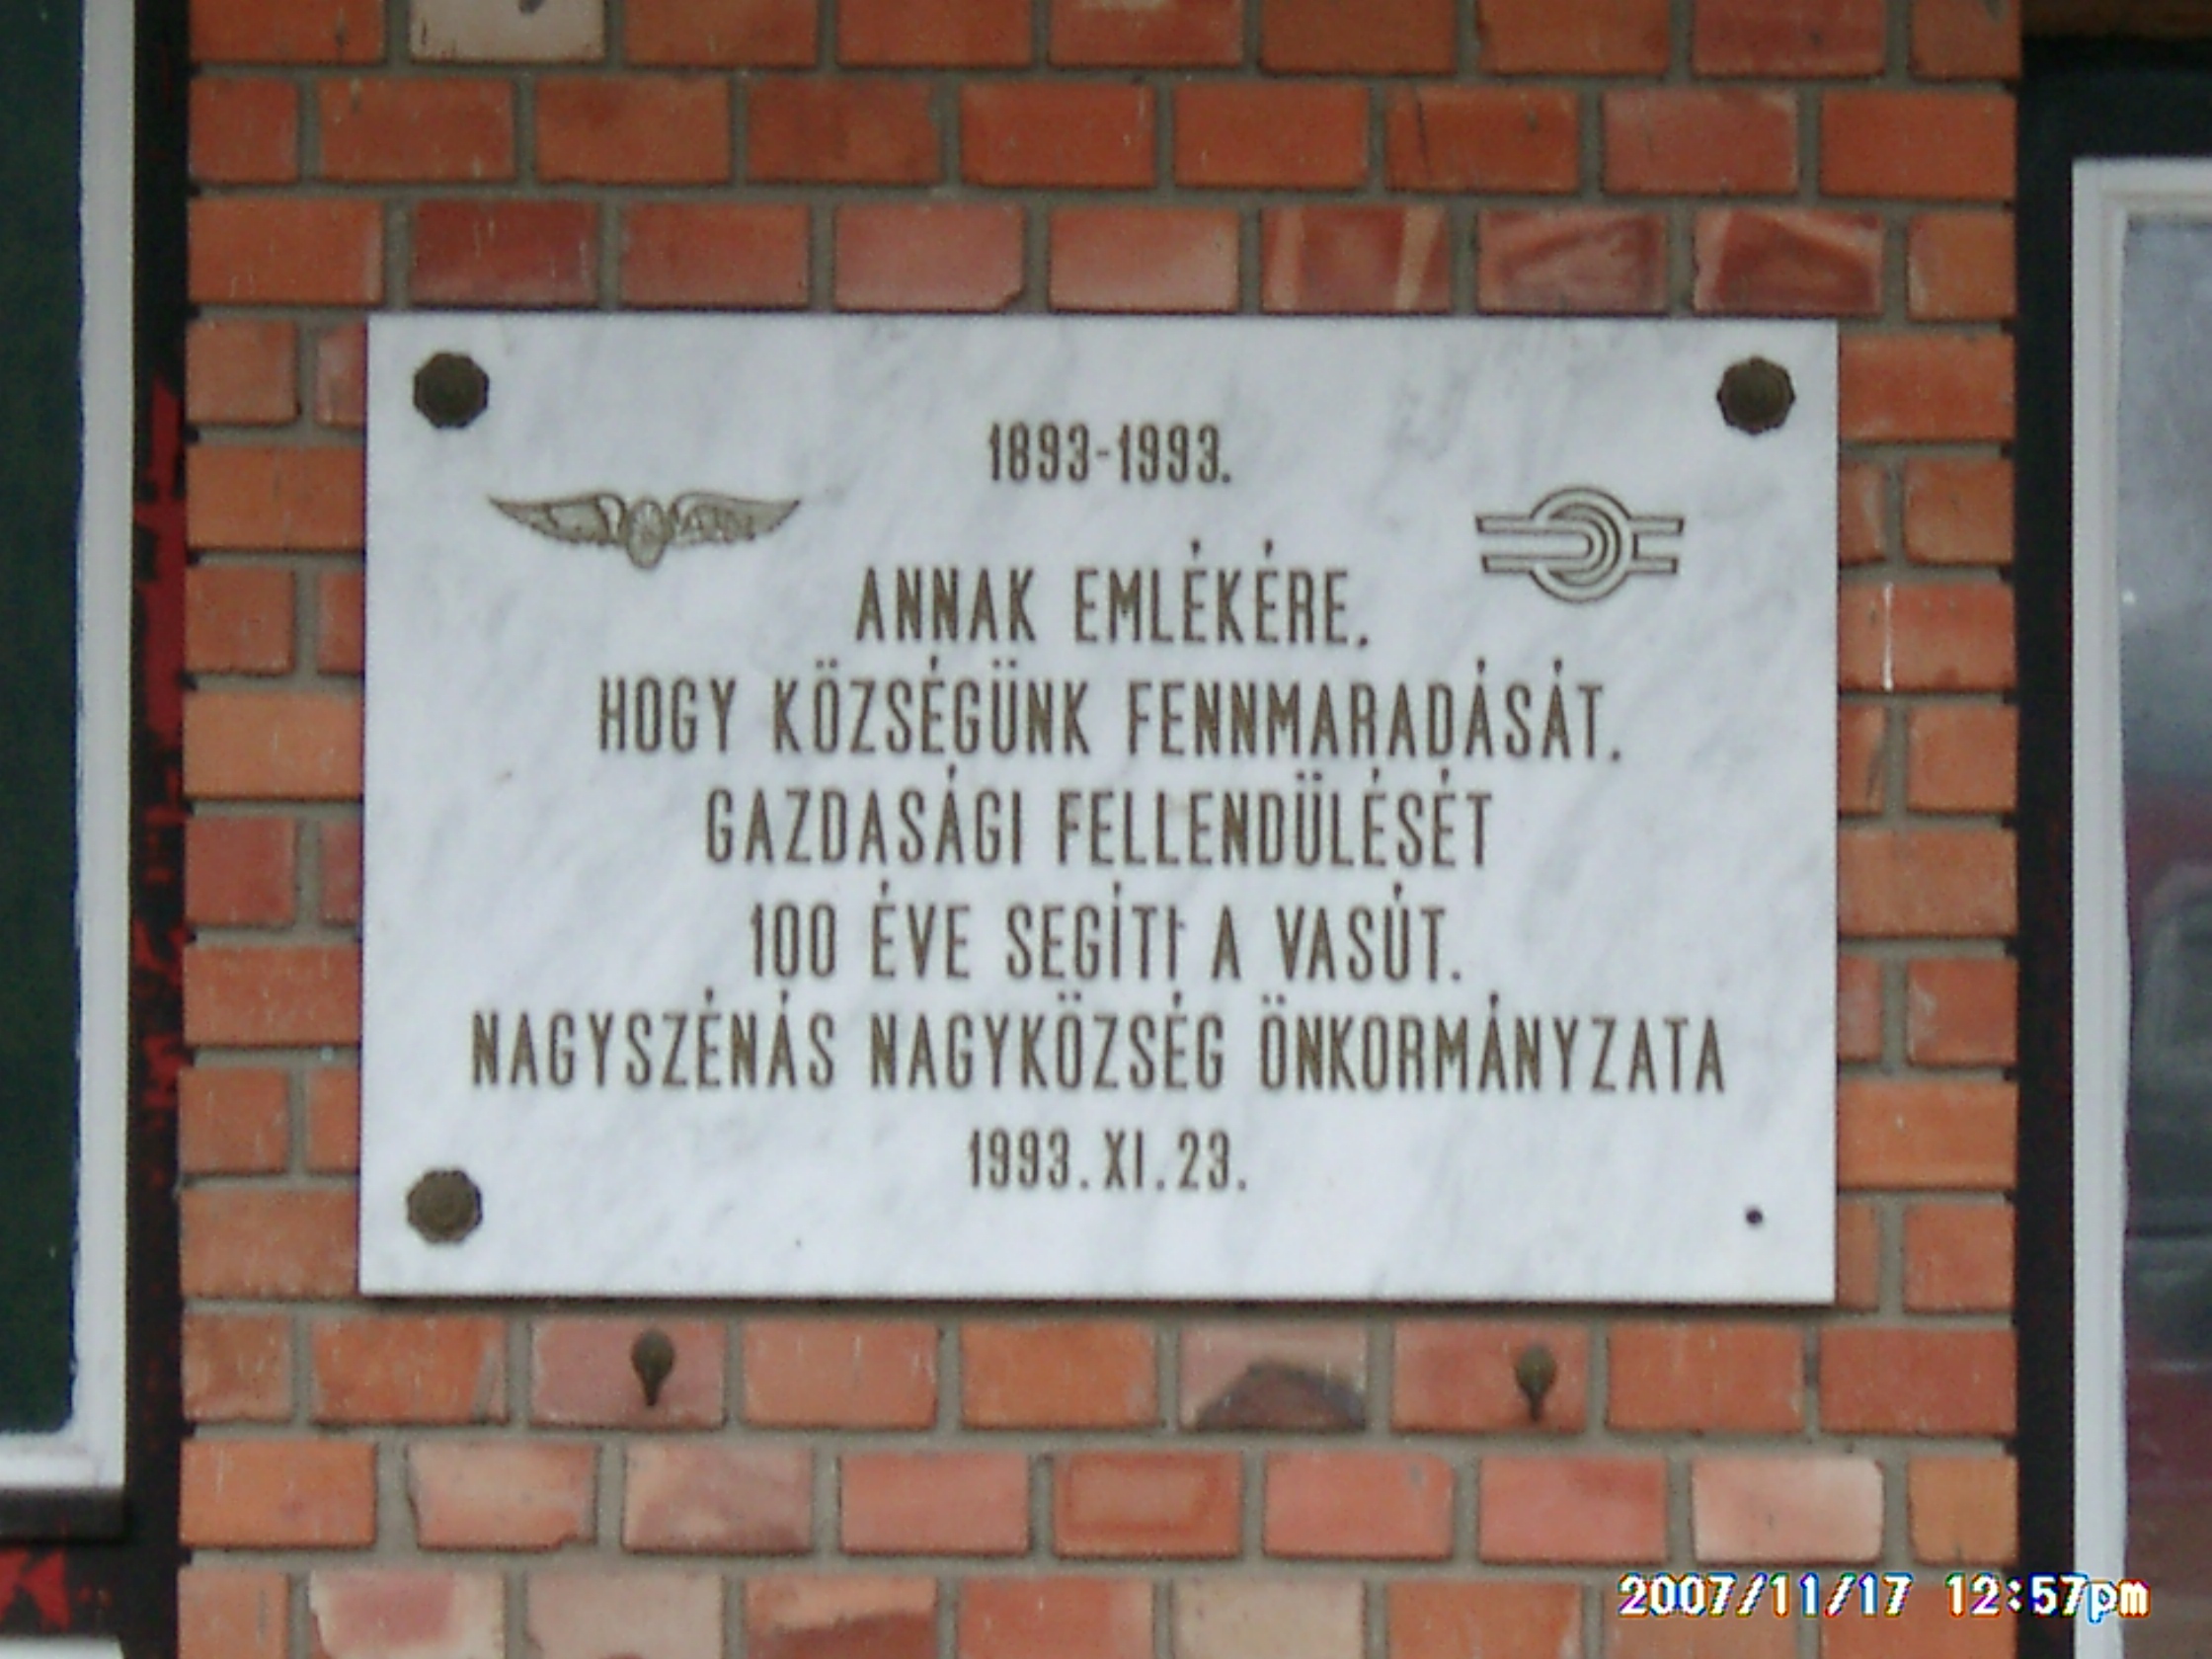 1893-1993.
ANNAK EMLÉKÉRE,
HOGY KÖZSÉGÜNK FENNMARADÁSÁT,
GAZDASÁGI FELLENDÜLÉSÉT
100 ÉVE SEGÍTI A VASÚT.
NAGYSZÉNÁS NAGYKÖZSÉG ÖNKORMÁNYZATA
1993. XI. 23.
2007/11/17 12:57pm